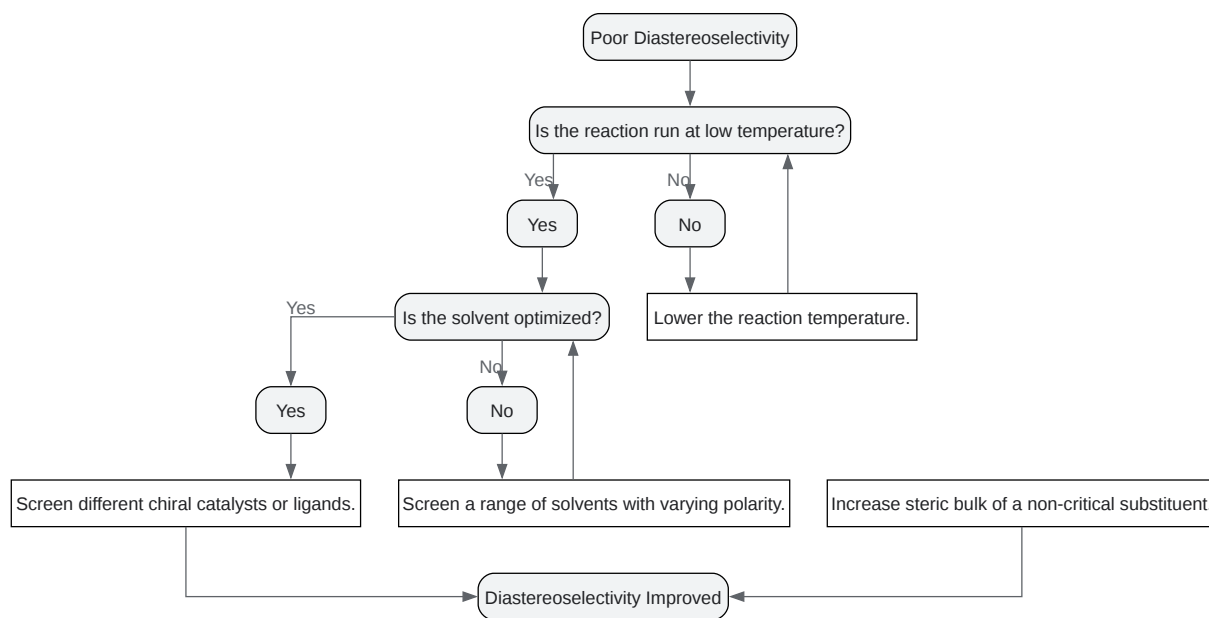 Poor Diastereoselectivity
Is the reaction run at low temperature?
Yes
No
Yes
No
Is the solvent optimized?
Lower the reaction temperature.
Yes
No
Yes
No
Screen different chiral catalysts or ligands.
Screen a range of solvents with varying polarity.
Increase steric bulk of a non-critical substituent.
Diastereoselectivity Improved